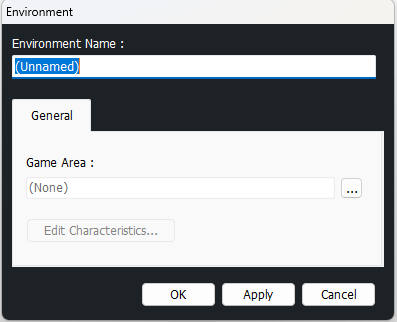 Environment
Environment Name :
(Unnamed)
General
Game Area :
(None)
...
Edit Characteristics...
OK Apply Cancel